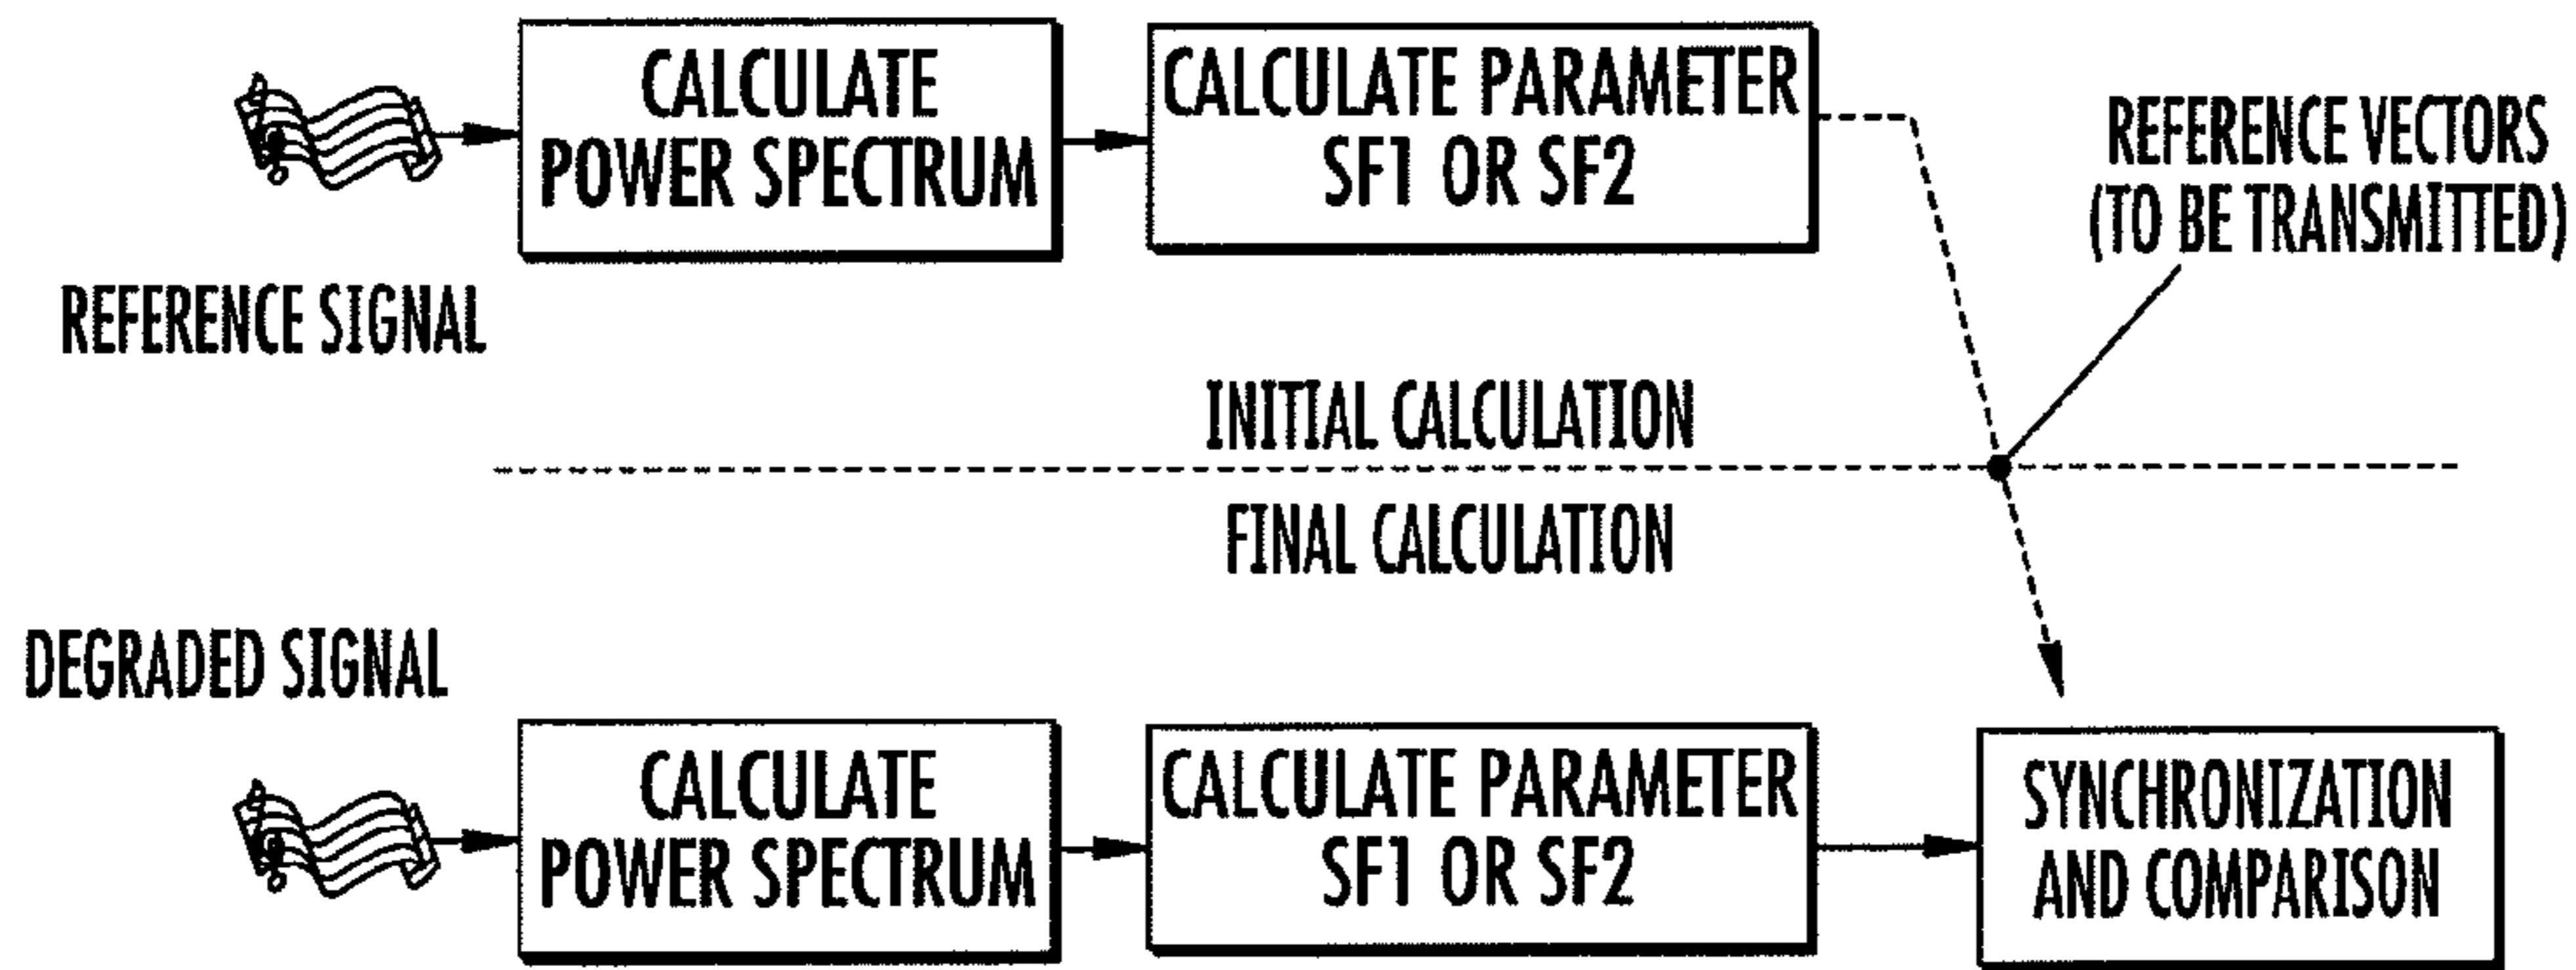 CALCULATE
POWER SPECTRUM
CALCULATE PARAMETER
SF1 OR SF2
REFERENCE VECTORS
(TO BE TRANSMITTED)
REFERENCE SIGNAL
INITIAL CALCULATION
FINAL CALCULATION
DEGRADED SIGNAL
CALCULATE
POWER SPECTRUM
CALCULATE PARAMETER
SF1 OR SF2
SYNCHRONIZATION
AND COMPARISON